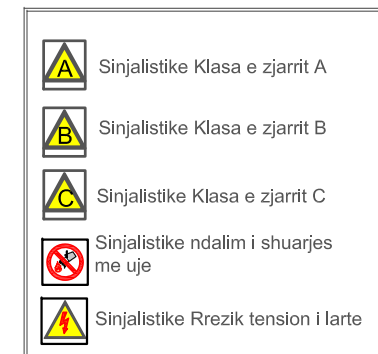 A Sinjalistike Klasa e zjarrit A
B Sinjalistike Klasa e zjarrit B
C Sinjalistike Klasa e zjarrit C
Sinjalistike ndalim i shuarjes
me uje
Sinjalistike Rrezik tension i larte